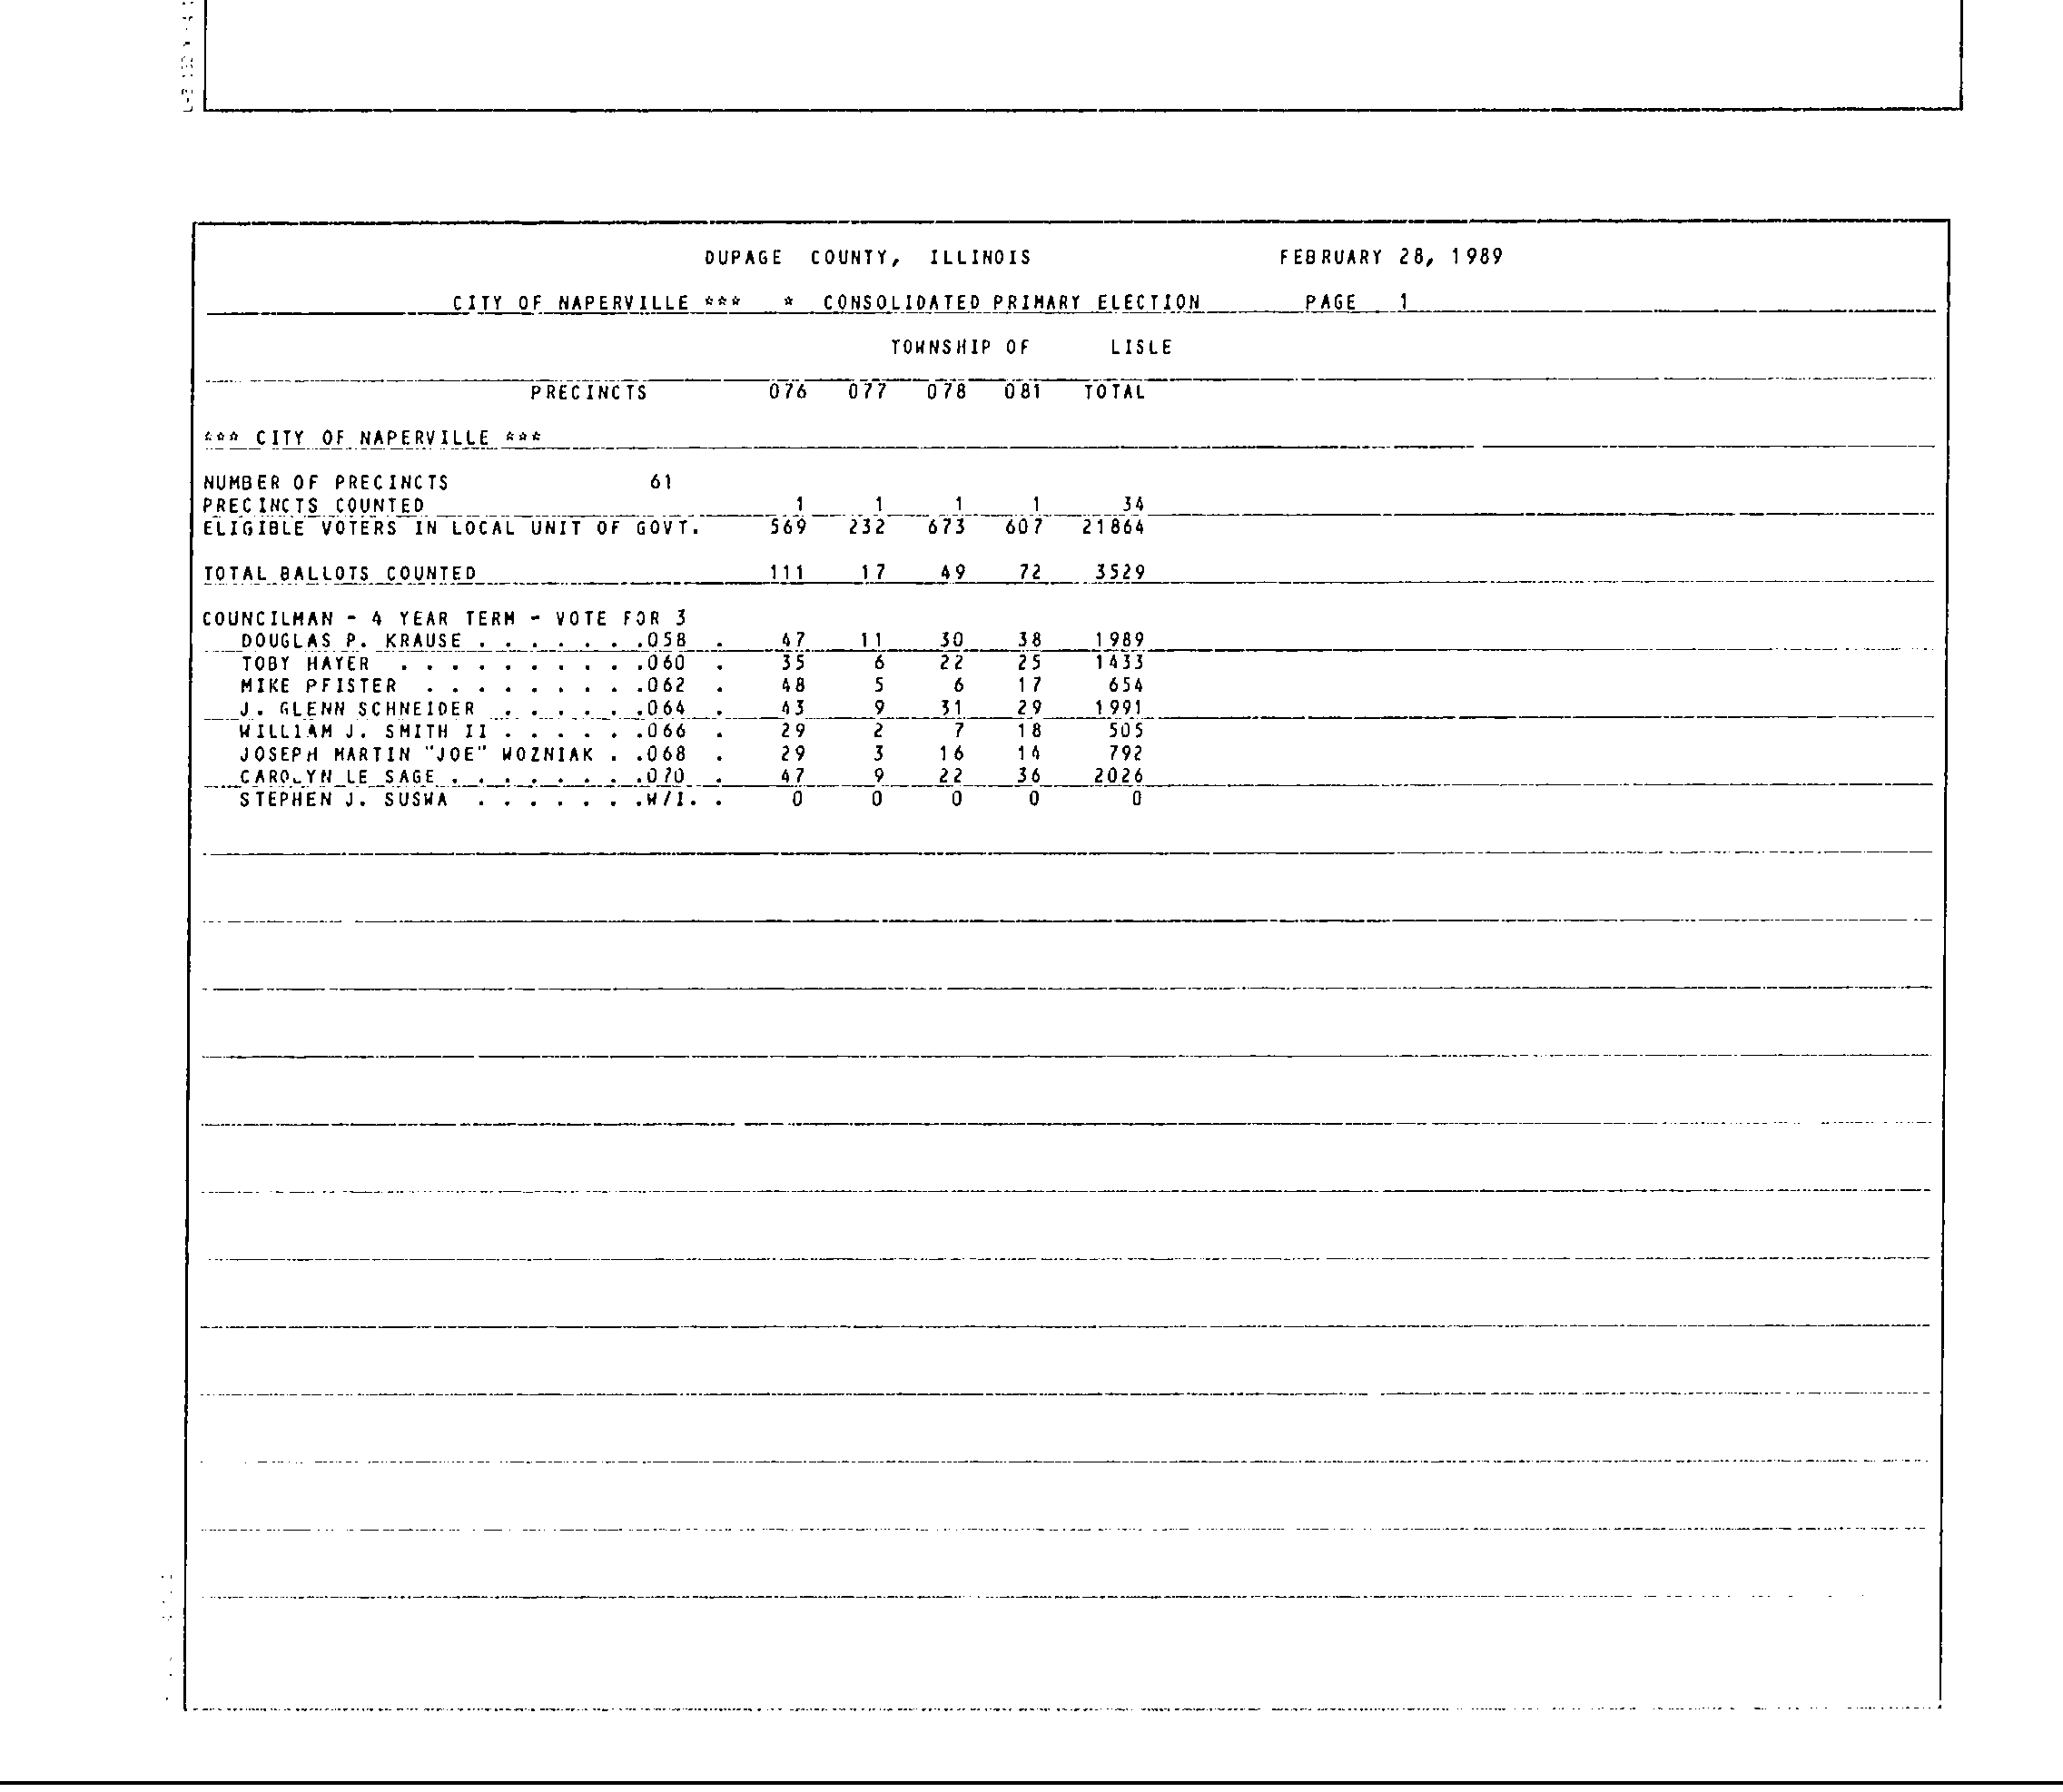 DUPAGE COUNTY, ILLINOIS FEBRUARY 28, 1989
CITY OF NAPERVILLE *** * CONSOLIDATED PRIMARY ELECTION PAGE 1
TOWNSHIP OF LISLE
PRECINCTS 076 077 078 081 TOTAL
*** CITY OF NAPERVILLE ***
NUMBER OF PRECINCTS 61
PRECINCTS COUNTED 1 1 1 1 34
ELIGIBLE VOTERS IN LOCAL UNIT OF GOVT. 569 232 673 607 21864
TOTAL BALLOTS COUNTED 111 17 49 72 3529
COUNCILMAN - 4 YEAR TERM - VOTE FOR 3
DOUGLAS P. KRAUSE . . . . . . .058 . 47 11 30 38 1989
TOBY HAYER . . . . . . . . . .060 . 35 6 22 25 1433
MIKE PFISTER . . . . . . . . .062 . 48 5 6 17 654
J. GLENN SCHNEIDER . . . . . .064 . 43 9 31 29 1991
WILLIAM J. SMITH II . . . . . .066 . 29 2 7 18 505
JOSEPH MARTIN "JOE" WOZNIAK . .068 . 29 3 16 14 792
CAROLYN LE SAGE . . . . . . . .070 . 47 9 22 36 2026
STEPHEN J. SUSWA . . . . . . .W/I. . 0 0 0 0 0